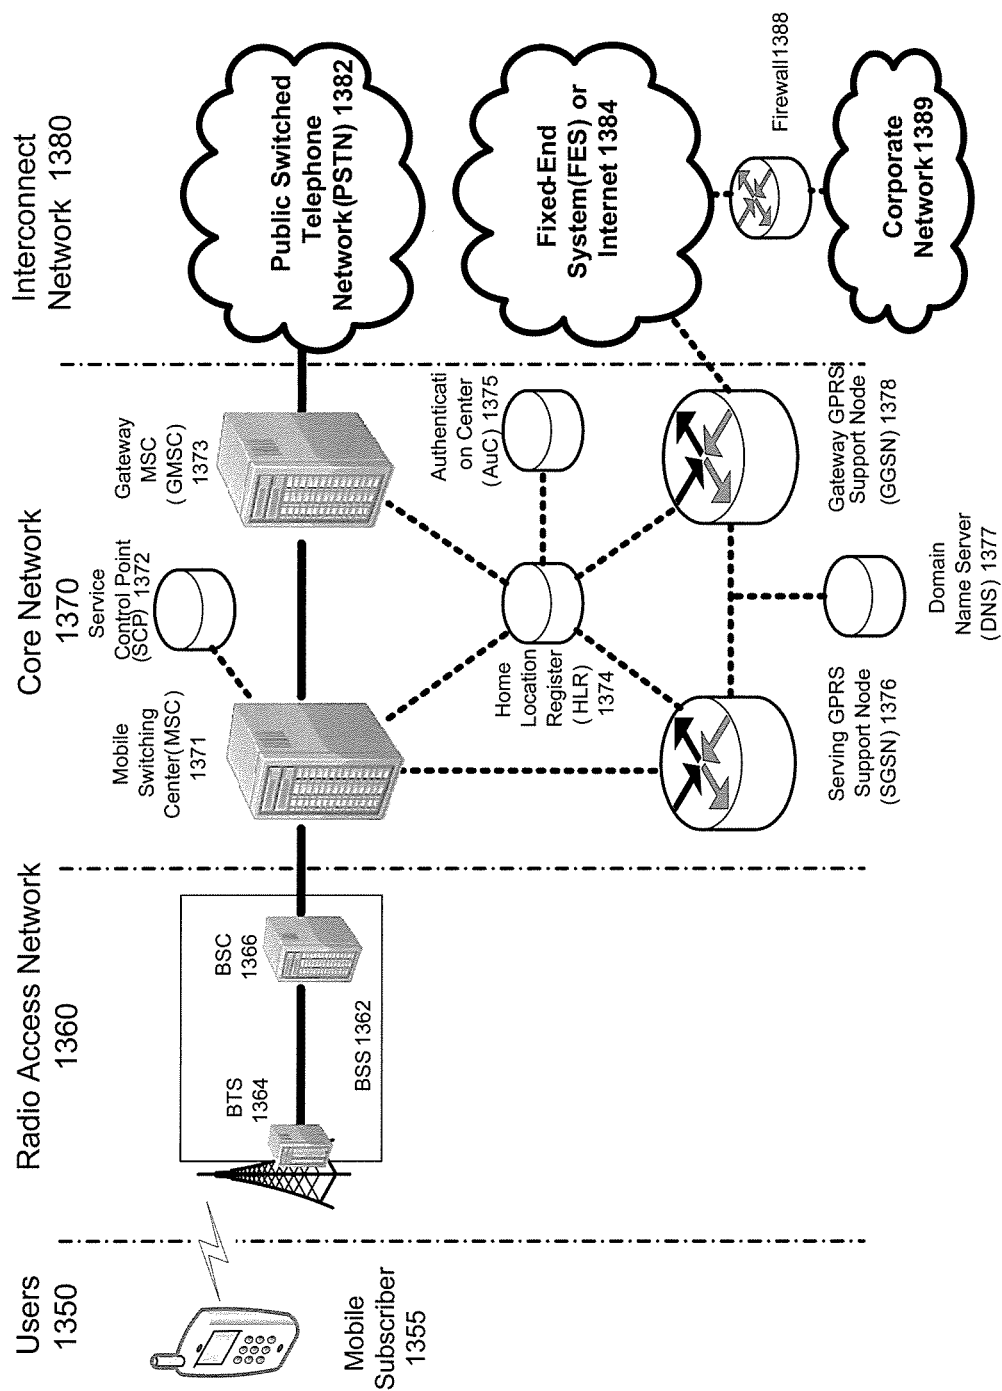 Users
1350
Radio Access Network
1360
Core Network
1370
Interconnect
Network 1380
Mobile
Subscriber
1355
BTS
1364
BSC
1366
BSS 1362
Mobile
Switching
Center(MSC)
1371
Service
Control Point
(SCP) 1372
Gateway
MSC
(GMSC)
1373
Home
Location
Register
(HLR)
1374
Authenticati
on Center
(AuC) 1375
Serving GPRS
Support Node
(SGSN) 1376
Domain
Name Server
(DNS) 1377
Gateway GPRS
Support Node
(GGSN) 1378
Public Switched
Telephone
Network(PSTN) 1382
Fixed-End
System(FES) or
Internet 1384
Firewall 1388
Corporate
Network 1389